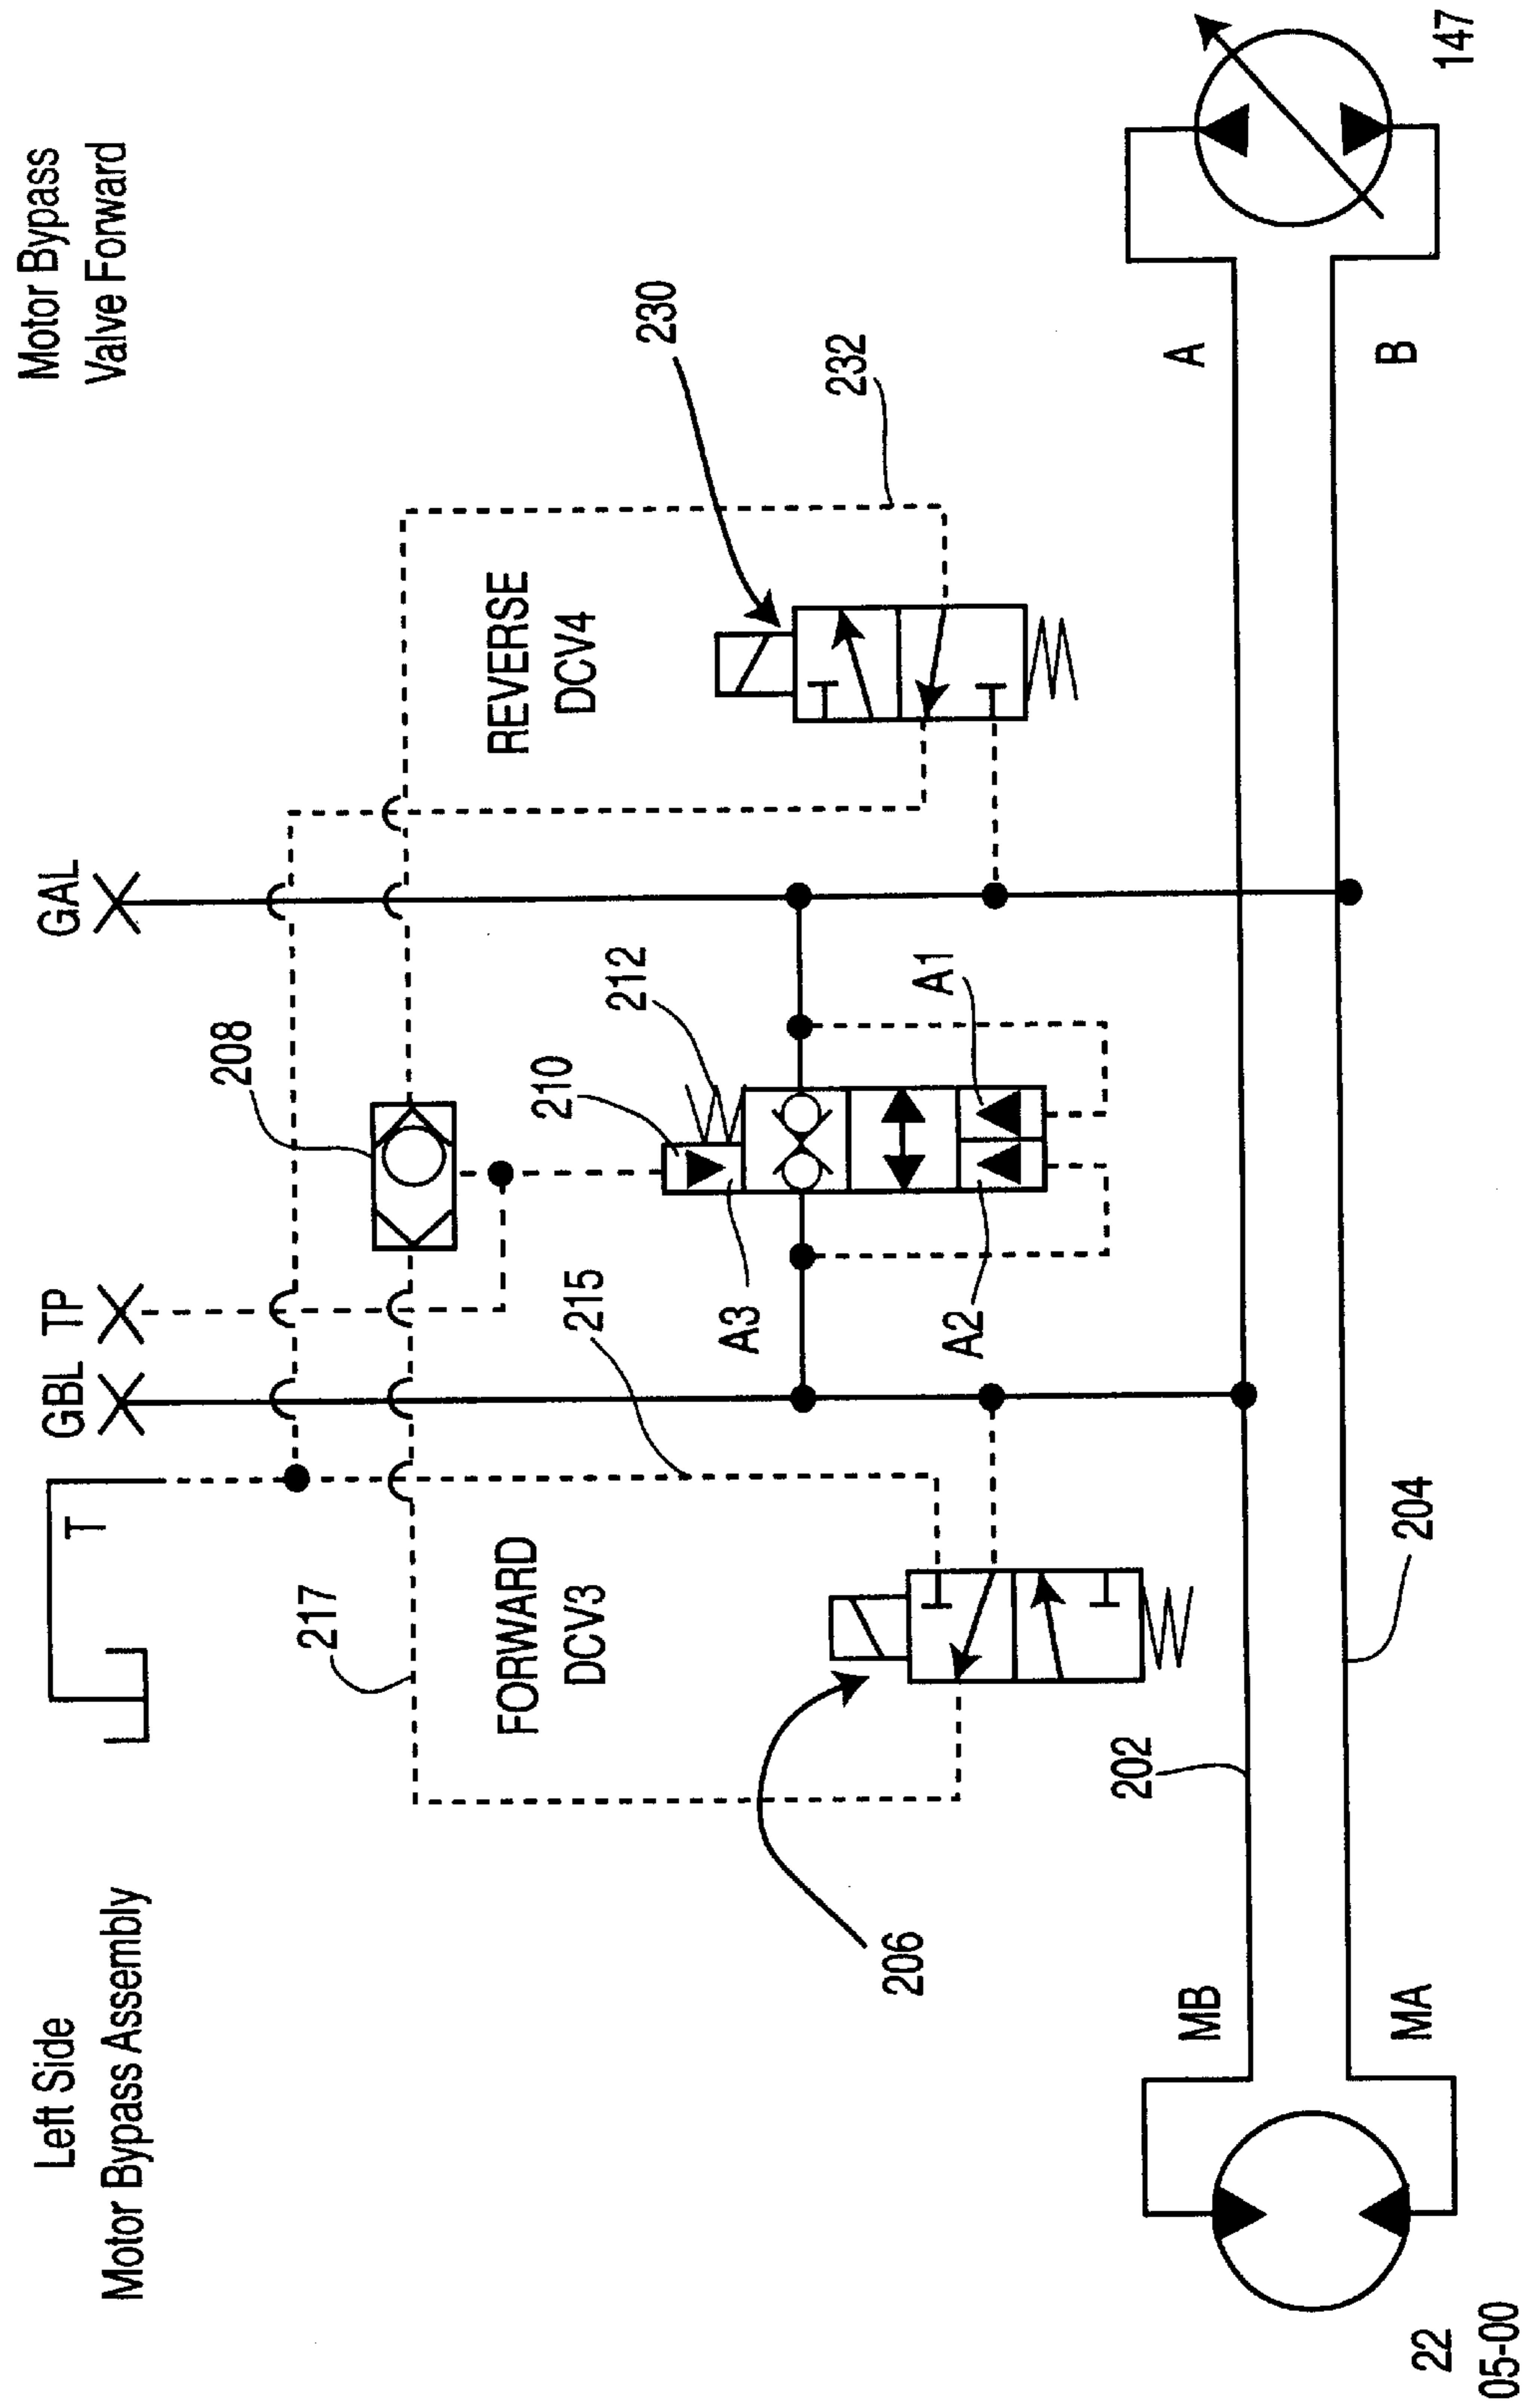 Left Side
Motor Bypass Assembly
Motor Bypass
Valve Forward
T
GBL
TP
GAL
208
217
FORWARD
DCV3
REVERSE
DCV4
215
210
212
230
A3
232
206
A2
A1
202
MB
A
MA
204
B
22
147
05-00